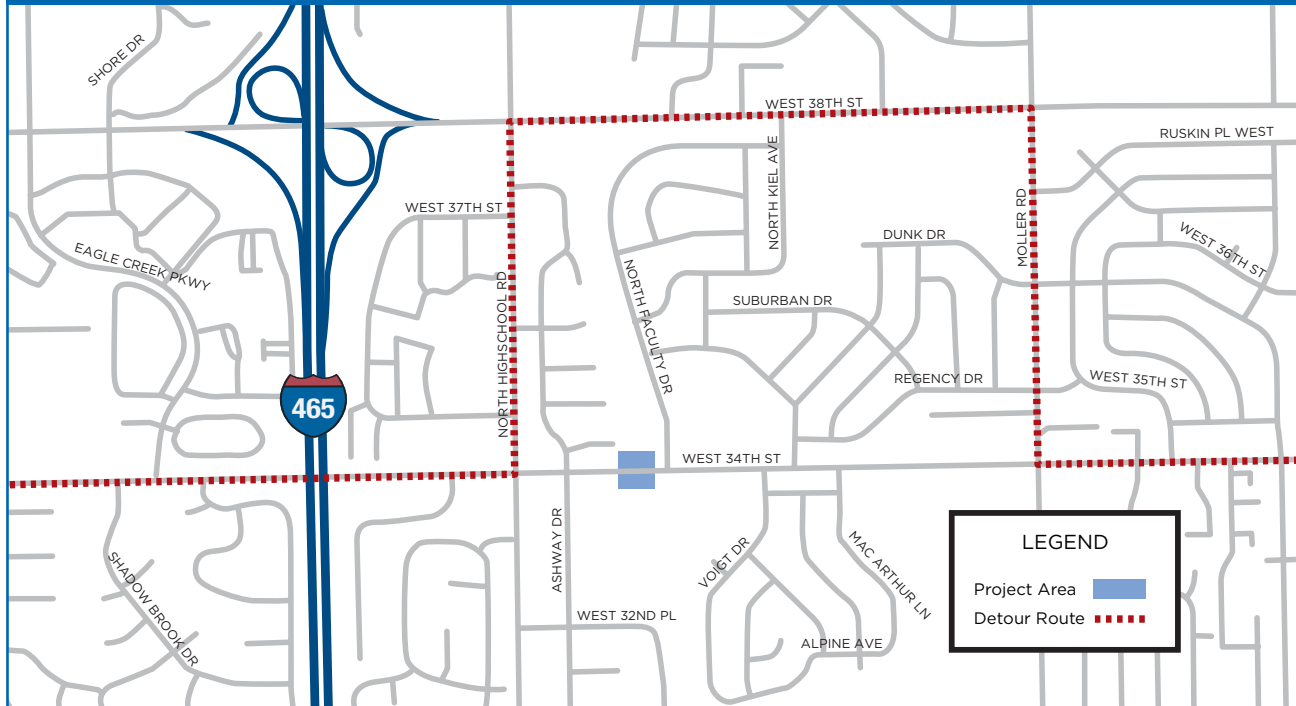 SHORE DR
WEST 38TH ST
RUSKIN PL WEST
NORTH KIEL AVE
MOLLER RD
WEST 37TH ST
DUNK DR
WEST 36TH ST
EAGLE CREEK PKWY
NORTH HIGHSCHOOL RD
NORTH FACULTY DR
SUBURBAN DR
REGENCY DR
WEST 35TH ST
465
WEST 34TH ST
ASHWAY DR
VOIGT DR
MAC ARTHUR LN
SHADOW BROOK DR
WEST 32ND PL
ALPINE AVE
LEGEND
Project Area
Detour Route